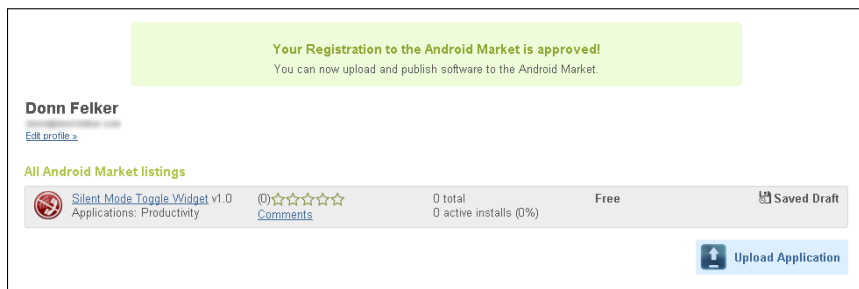 Your Registration to the Android Market is approved!
You can now upload and publish software to the Android Market.
Donn Felker
Edit profile »
All Android Market listings
Silent Mode Toggle Widget v1.0 (0) 0 total Free Saved Draft
Applications: Productivity Comments 0 active installs (0%)
Upload Application